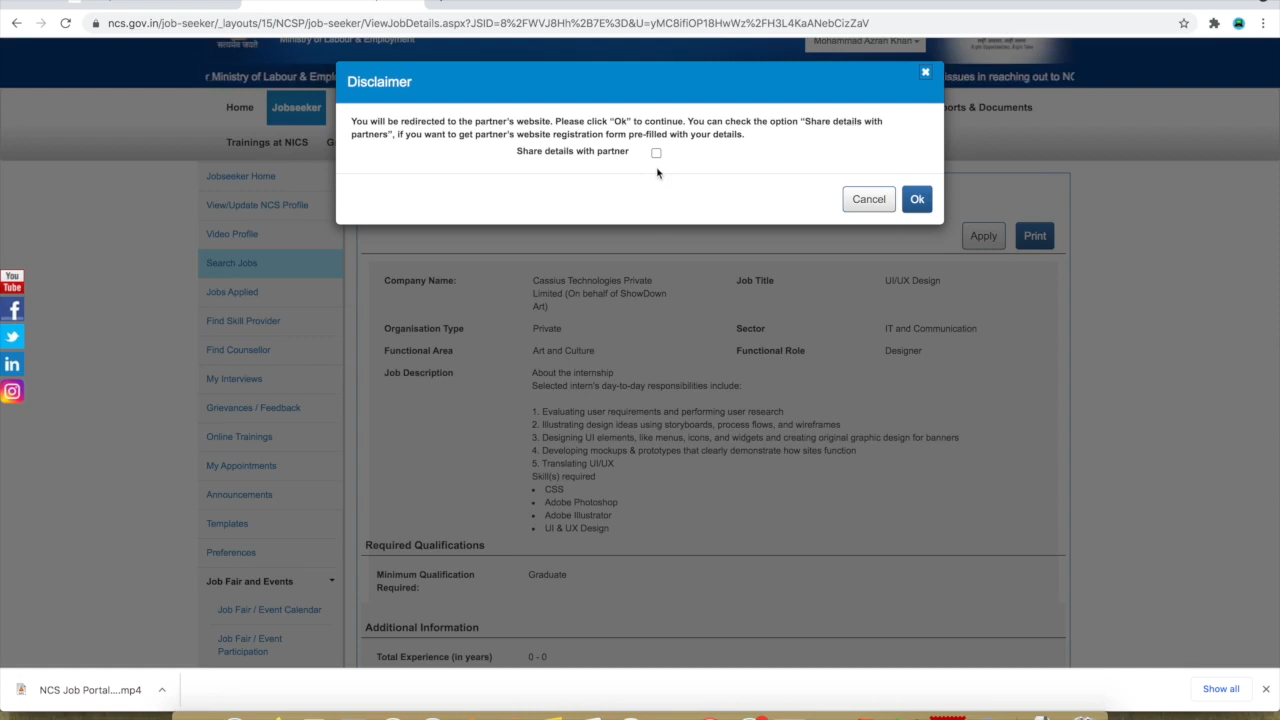 ncs.gov.in/job-seeker/_layouts/15/NCSP/job-seeker/ViewJobDetails.aspx?JSID=8%2FWVJ8Hh%2B7E%3D&U=yMC8ifiOP18HwWz%2FH3L4KaANebCizZaV
सत्यमेव जयते
Ministry of Labour & Employment
Mohammad Azran Khan
r Ministry of Labour & Empl
issues in reaching out to NC
Disclaimer
You will be redirected to the partner's website. Please click “Ok” to continue. You can check the option “Share details with
partners”, if you want to get partner's website registration form pre-filled with your details.
Share details with partner
Cancel
Ok
Home
Jobseeker
orts & Documents
Trainings at NICS
G
Jobseeker Home
View/Update NCS Profile
Video Profile
Search Jobs
Jobs Applied
Find Skill Provider
Find Counsellor
My Interviews
Grievances / Feedback
Online Trainings
My Appointments
Announcements
Templates
Preferences
Job Fair and Events
Job Fair / Event Calendar
Job Fair / Event
Participation
You
Tube
f
in
Apply
Print
Company Name:
Cassius Technologies Private
Limited (On behalf of ShowDown
Art)
Job Title
UI/UX Design
Organisation Type
Private
Sector
IT and Communication
Functional Area
Art and Culture
Functional Role
Designer
Job Description
About the internship
Selected intern's day-to-day responsibilities include:
1. Evaluating user requirements and performing user research
2. Illustrating design ideas using storyboards, process flows, and wireframes
3. Designing UI elements, like menus, icons, and widgets and creating original graphic design for banners
4. Developing mockups & prototypes that clearly demonstrate how sites function
5. Translating UI/UX
Skill(s) required
• CSS
• Adobe Photoshop
• Adobe Illustrator
• UI & UX Design
Required Qualifications
Minimum Qualification
Required:
Graduate
Additional Information
Total Experience (in years)
0 - 0
NCS Job Portal....mp4
Show all